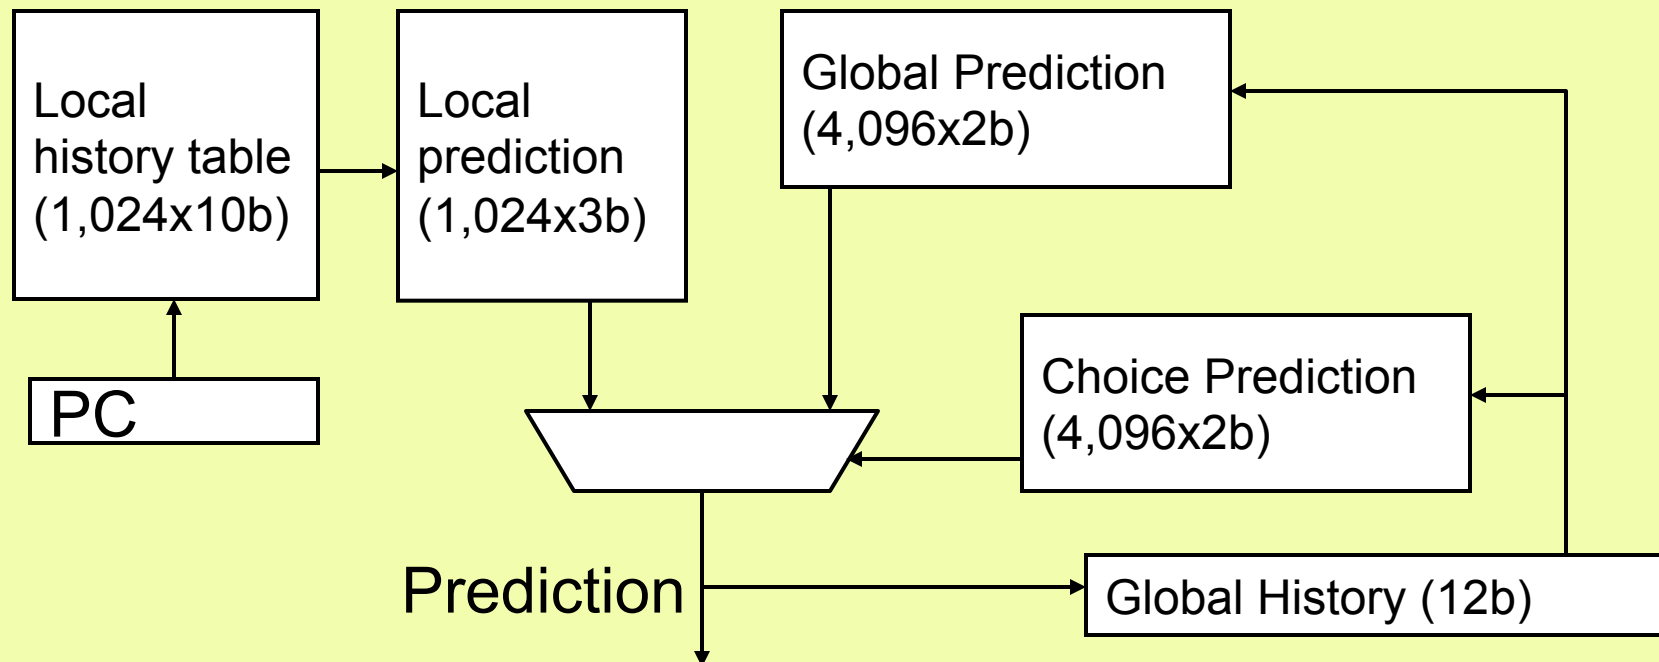 Local
history table
(1,024x10b)
Local
prediction
(1,024x3b)
Global Prediction
(4,096x2b)
PC
Choice Prediction
(4,096x2b)
Prediction
Global History (12b)